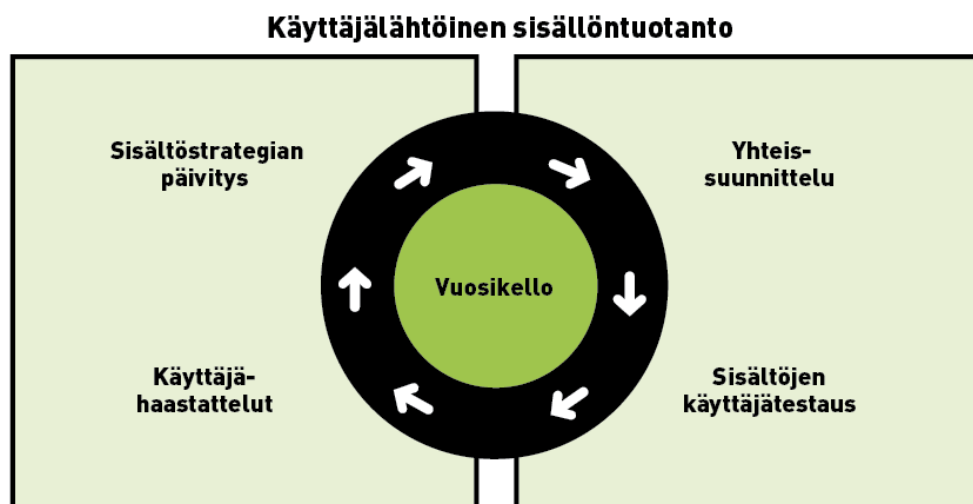 Käyttäjälähtöinen sisällöntuotanto
Sisältöstrategian
päivitys
Yhteis-
suunnittelu
Vuosikello
Käyttäjä-
haastattelut
Sisältöjen
käyttäjätestaus